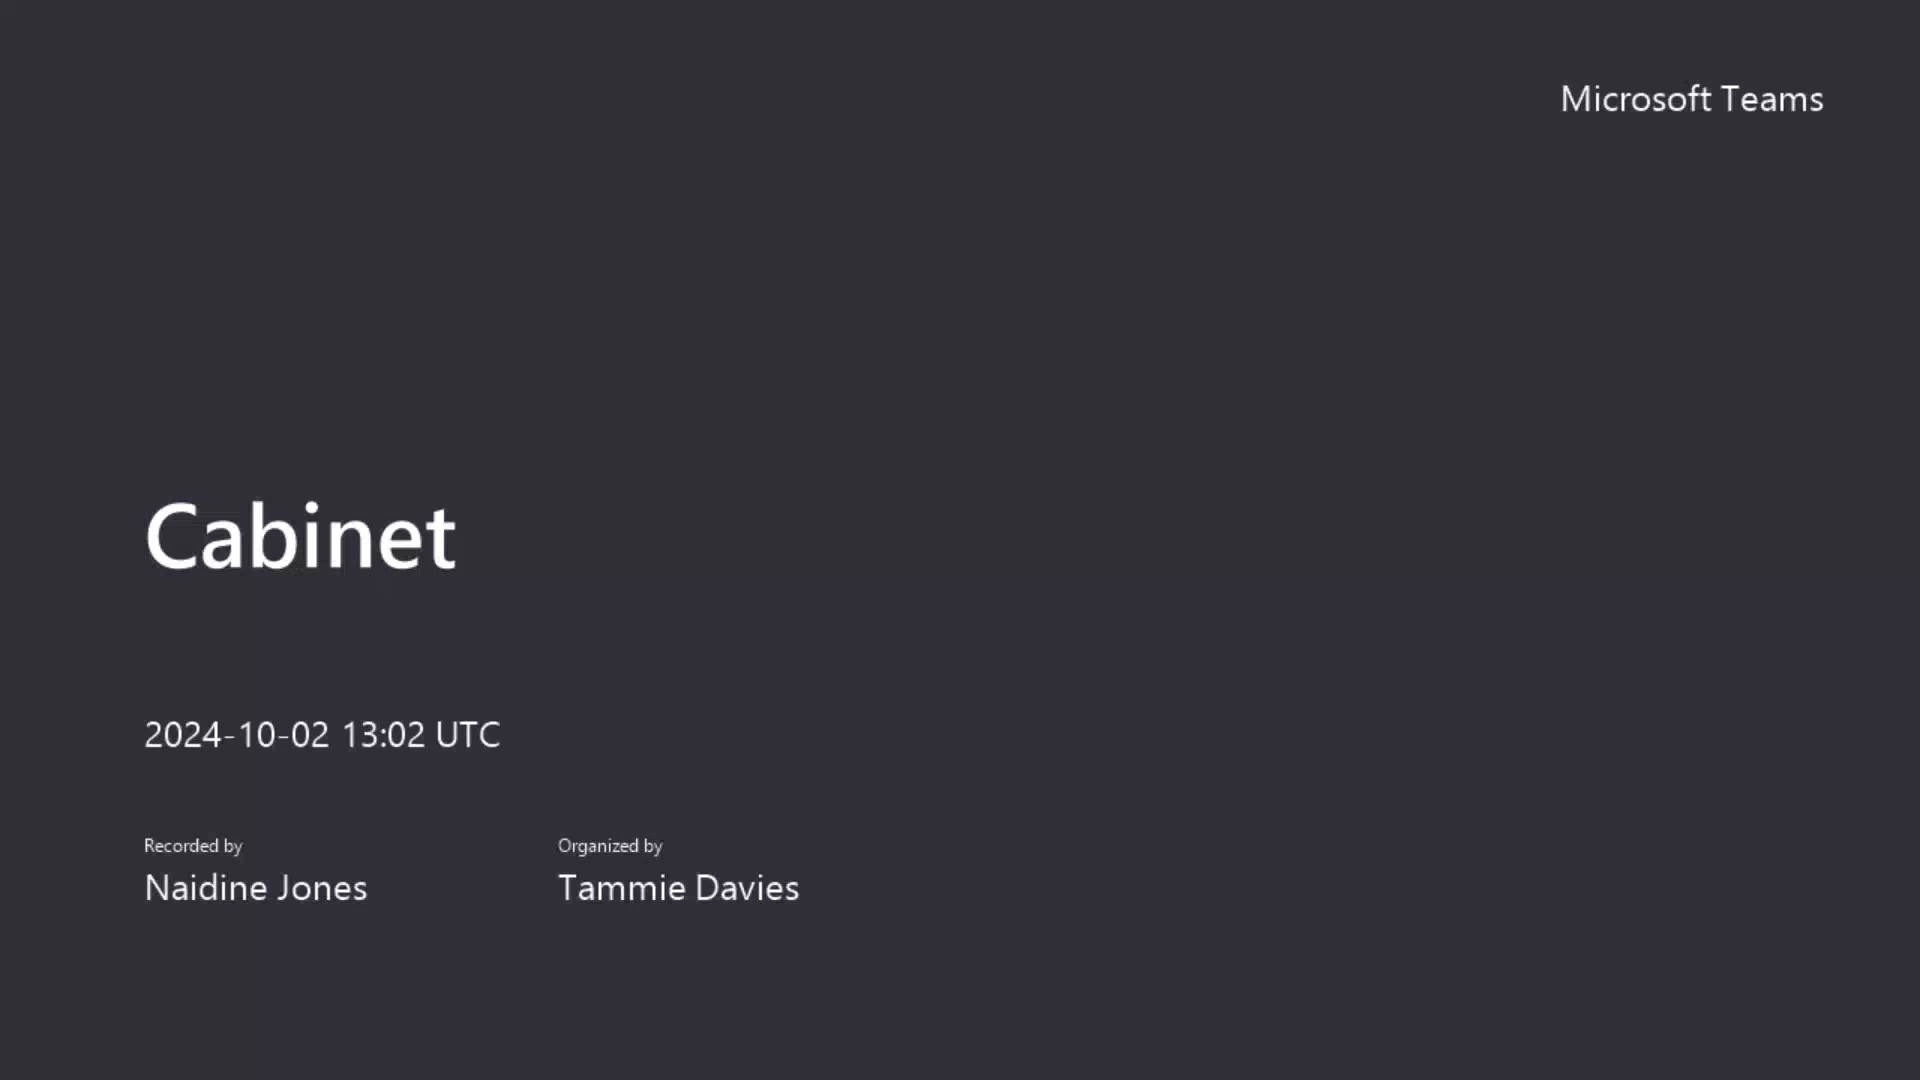 Microsoft Teams
Cabinet
2024-10-02 13:02 UTC
Recorded by
Naidine Jones
Organized by
Tammie Davies